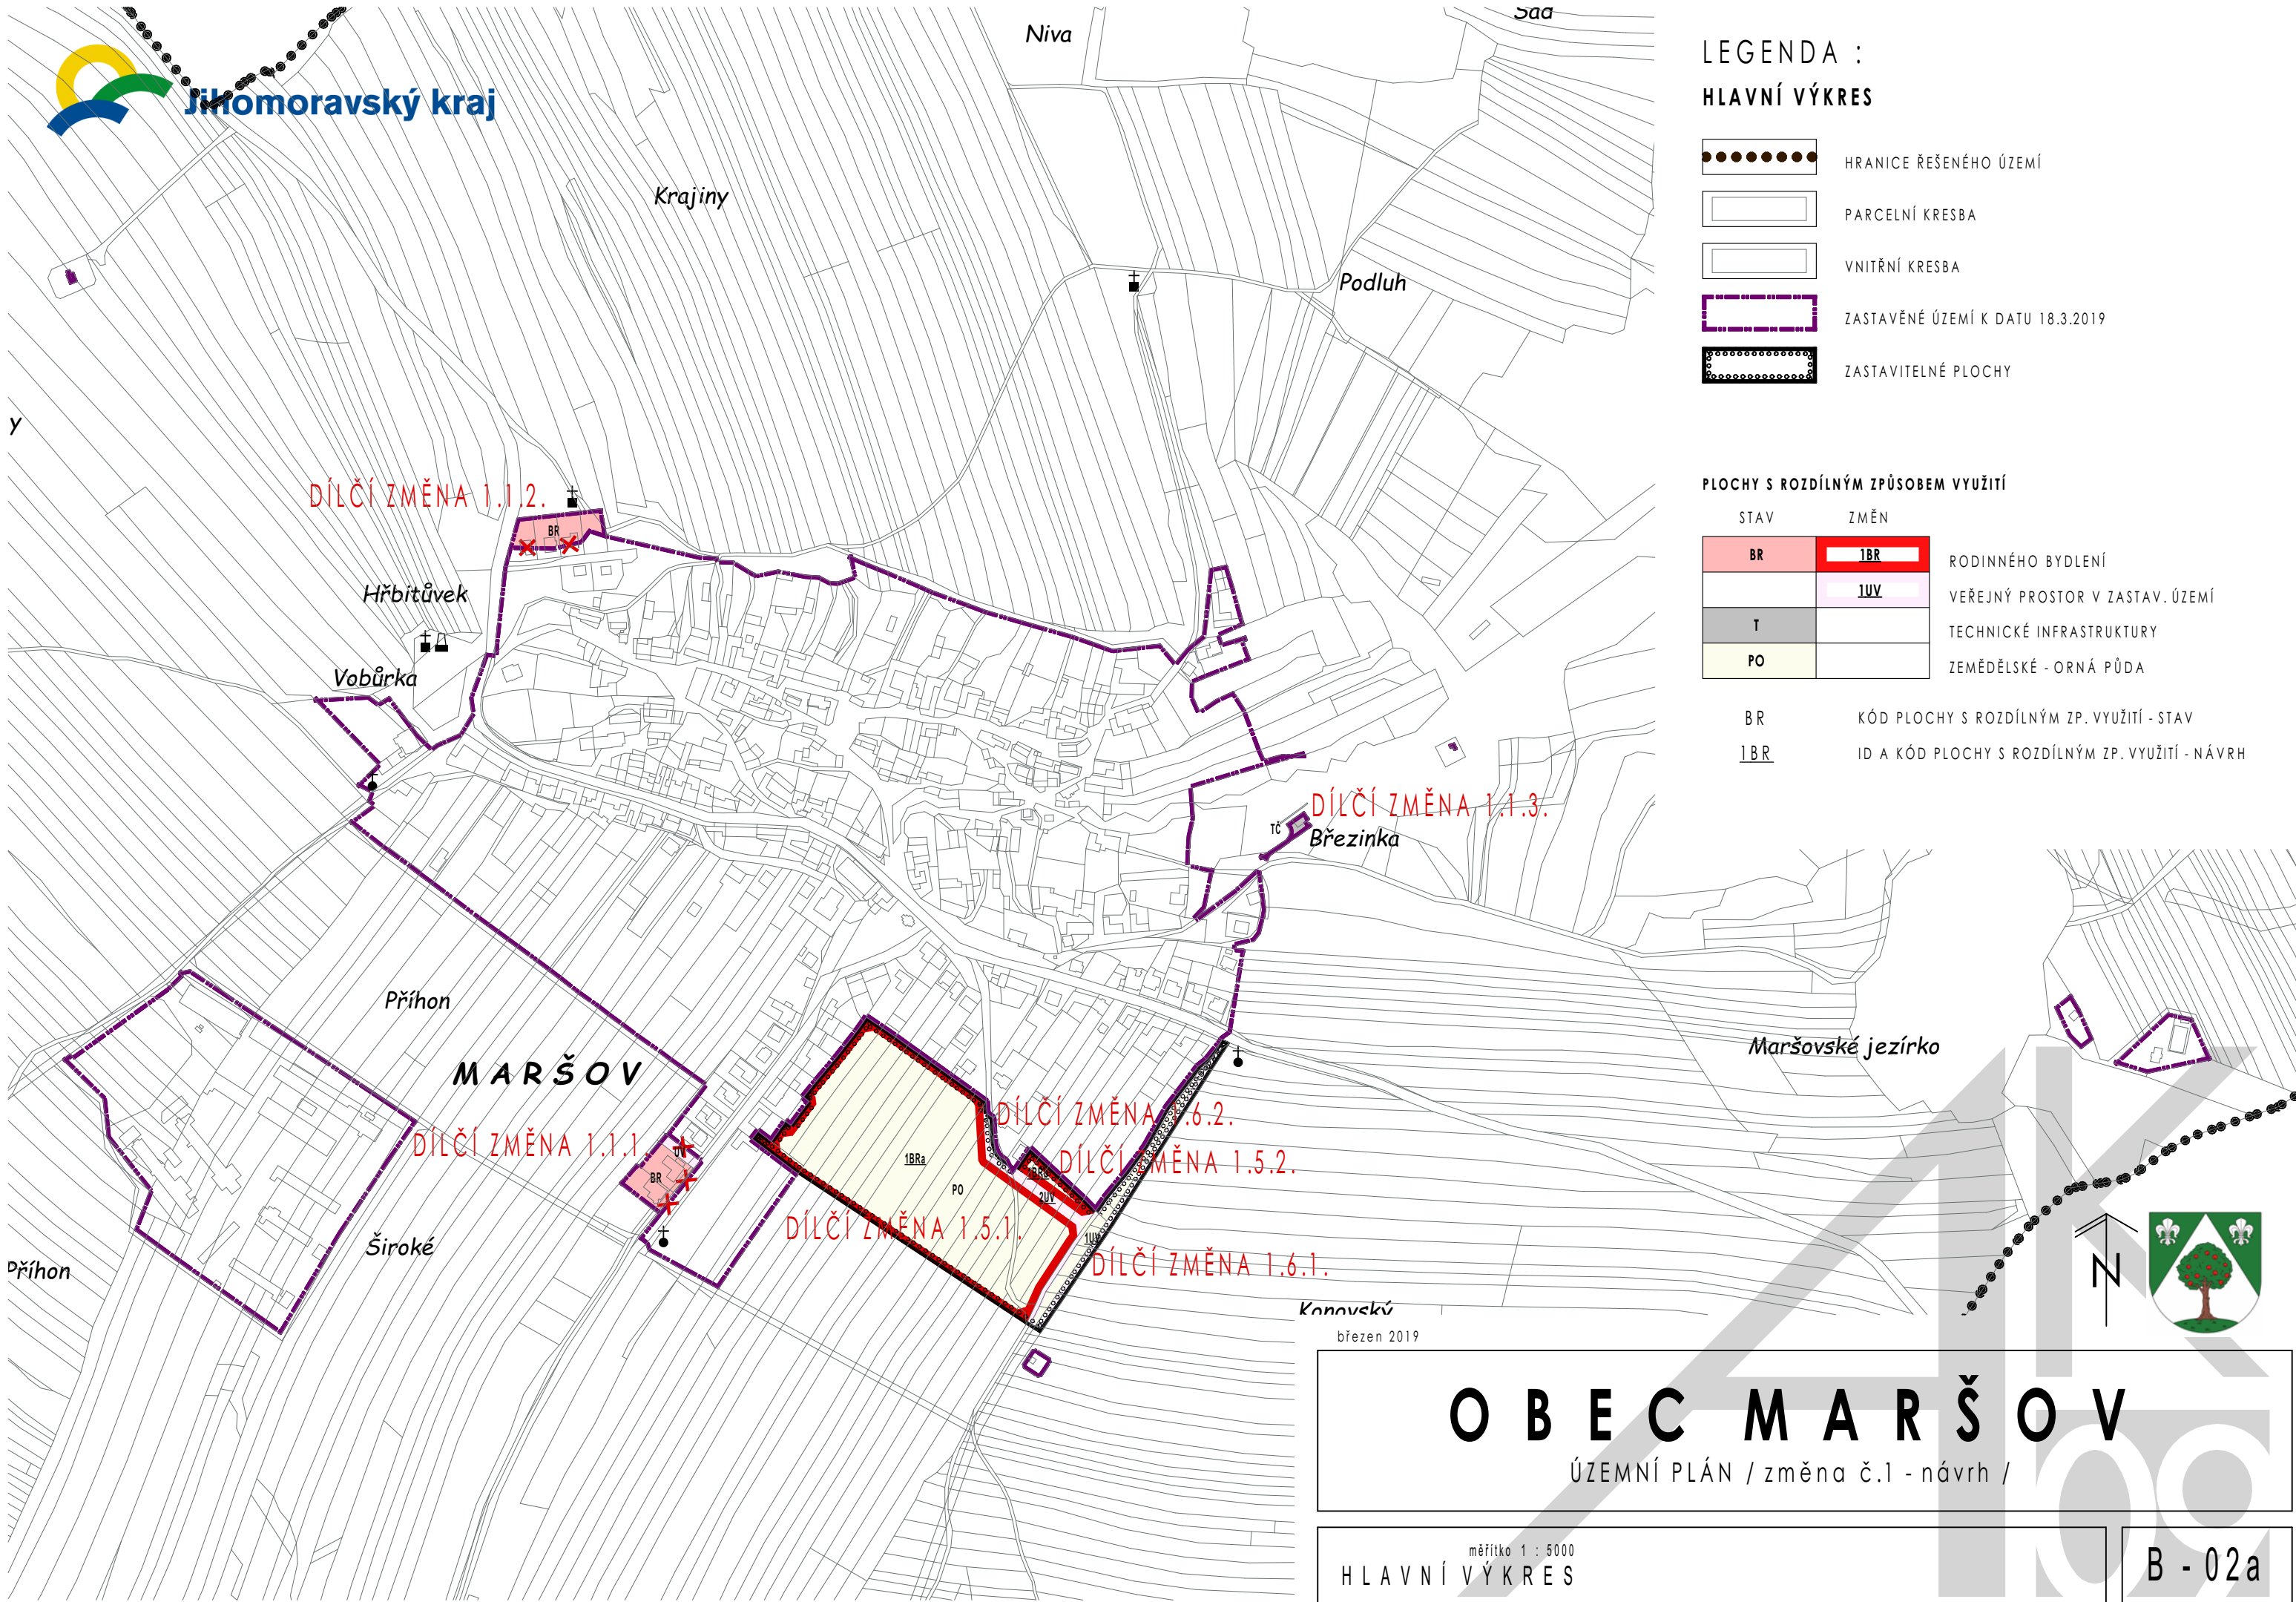 Jihomoravský kraj
Niva
Sad
Krajiny
Podluh
y
DÍLČÍ ZMĚNA 1.1.2.
BR
Hřbitůvek
Vobůrka
DÍLČÍ ZMĚNA 1.1.3.
TČ
Březinka
Příhon
MARŠOV
Maršovské jezírko
DÍLČÍ ZMĚNA 1.1.1.
UV
BR
DÍLČÍ ZMĚNA 1.6.2.
DÍLČÍ ZMĚNA 1.5.2.
1BRa
PO
2UV
DÍLČÍ ZMĚNA 1.5.1.
1UV
DÍLČÍ ZMĚNA 1.6.1.
Široké
Příhon
Konovský
N
LEGENDA :
HLAVNÍ VÝKRES
HRANICE ŘEŠENÉHO ÚZEMÍ
PARCELNÍ KRESBA
VNITŘNÍ KRESBA
ZASTAVĚNÉ ÚZEMÍ K DATU 18.3.2019
ZASTAVITELNÉ PLOCHY
PLOCHY S ROZDÍLNÝM ZPŮSOBEM VYUŽITÍ
STAV ZMĚN
BR 1BR RODINNÉHO BYDLENÍ
1UV VEŘEJNÝ PROSTOR V ZASTAV. ÚZEMÍ
T TECHNICKÉ INFRASTRUKTURY
PO ZEMĚDĚLSKÉ - ORNÁ PŮDA
BR KÓD PLOCHY S ROZDÍLNÝM ZP. VYUŽITÍ - STAV
1BR ID A KÓD PLOCHY S ROZDÍLNÝM ZP. VYUŽITÍ - NÁVRH
březen 2019
OBEC MARŠOV
ÚZEMNÍ PLÁN / změna č.1 - návrh /
měřítko 1 : 5000
HLAVNÍ VÝKRES
B - 02a